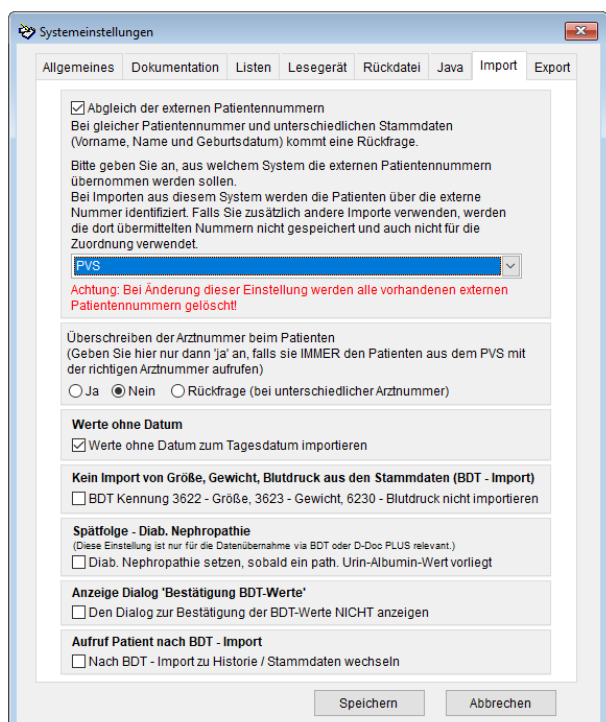 Systemeinstellungen
Allgemeines Dokumentation Listen Lesegerät Rückdatei Java Import Export
Abgleich der externen Patientennummern
Bei gleicher Patientennummer und unterschiedlichen Stammdaten
(Vorname, Name und Geburtsdatum) kommt eine Rückfrage.
Bitte geben Sie an, aus welchem System die externen Patientennummern
übernommen werden sollen.
Bei Importen aus diesem System werden die Patienten über die externe
Nummer identifiziert. Falls Sie zusätzlich andere Importe verwenden, werden
die dort übermittelten Nummern nicht gespeichert und auch nicht für die
Zuordnung verwendet.
PVS
Achtung: Bei Änderung dieser Einstellung werden alle vorhandenen externen
Patientennummern gelöscht!
Überschreiben der Arztnummer beim Patienten
(Geben Sie hier nur dann 'ja' an, falls sie IMMER den Patienten aus dem PVS mit
der richtigen Arztnummer aufrufen)
Ja Nein Rückfrage (bei unterschiedlicher Arztnummer)
Werte ohne Datum
Werte ohne Datum zum Tagesdatum importieren
Kein Import von Größe, Gewicht, Blutdruck aus den Stammdaten (BDT - Import)
BDT Kennung 3622 - Größe, 3623 - Gewicht, 6230 - Blutdruck nicht importieren
Spätfolge - Diab. Nephropathie
(Diese Einstellung ist nur für die Datenübernahme via BDT oder D-Doc PLUS relevant.)
Diab. Nephropathie setzen, sobald ein path. Urin-Albumin-Wert vorliegt
Anzeige Dialog 'Bestätigung BDT-Werte'
Den Dialog zur Bestätigung der BDT-Werte NICHT anzeigen
Aufruf Patient nach BDT - Import
Nach BDT - Import zu Historie / Stammdaten wechseln
Speichern Abbrechen